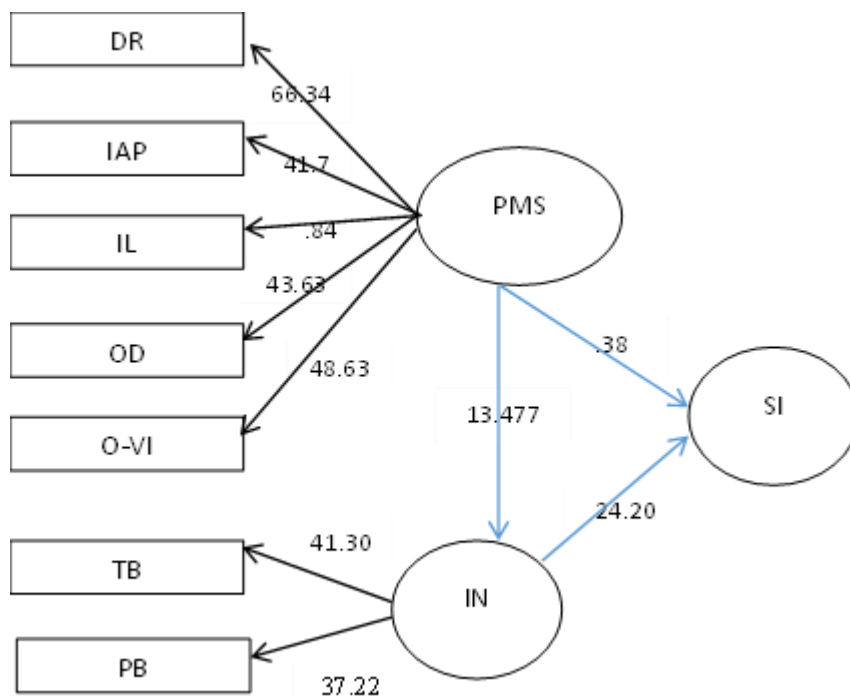 DR
66.34
IAP
41.7
PMS
IL
.84
43.63
OD
.38
48.63
SI
13.477
O-VI
24.20
41.30
TB
IN
PB
37.22